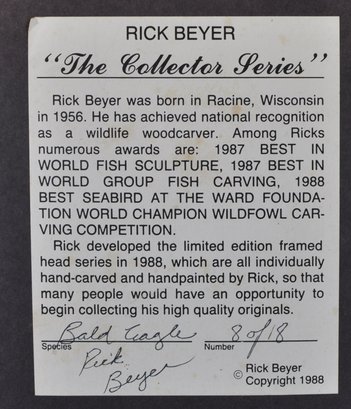 RICK BEYER
"The Collector Series"
Rick Beyer was born in Racine, Wisconsin
in 1956. He has achieved national recognition
as a wildlife woodcarver. Among Ricks
numerous awards are: 1987 BEST IN
WORLD FISH SCULPTURE, 1987 BEST IN
WORLD GROUP FISH CARVING, 1988
BEST SEABIRD AT THE WARD FOUNDA-
TION WORLD CHAMPION WILDFOWL CAR-
VING COMPETITION.
Rick developed the limited edition framed
head series in 1988, which are all individually
hand-carved and handpainted by Rick, so that
many people would have an opportunity to
begin collecting his high quality originals.
Bald Eagle 8 of 18
Species Number
Rick
Beyer
© Rick Beyer
Copyright 1988